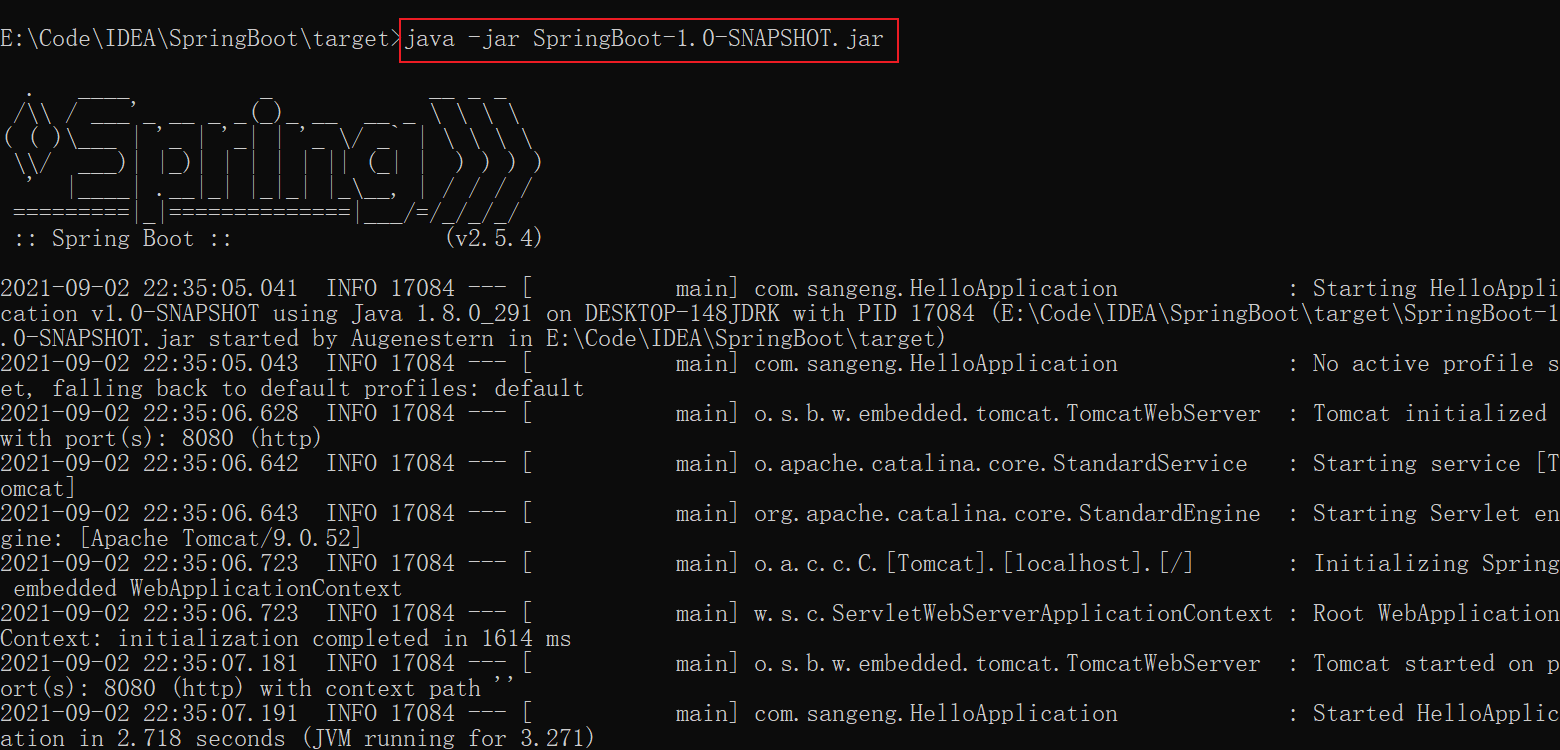 E:\Code\IDEA\SpringBoot\target>java -jar SpringBoot-1.0-SNAPSHOT.jar
  .   ____          _            __ _ _
 /\\ / ___'_ __ _ _(_)_ __  __ _ \ \ \ \
( ( )\___ | '_ | '_| | '_ \/ _` | \ \ \ \
 \\/  ___)| |_)| | | | | || (_| |  ) ) ) )
  '  |____| .__|_| |_|_| |_\__, | / / / /
 =========|_|==============|___/=/_/_/_/
 :: Spring Boot ::                (v2.5.4)
2021-09-02 22:35:05.041  INFO 17084 --- [           main] com.sangeng.HelloApplication             : Starting HelloAppli
cation v1.0-SNAPSHOT using Java 1.8.0_291 on DESKTOP-148JDRK with PID 17084 (E:\Code\IDEA\SpringBoot\target\SpringBoot-1
.0-SNAPSHOT.jar started by Augenestern in E:\Code\IDEA\SpringBoot\target)
2021-09-02 22:35:05.043  INFO 17084 --- [           main] com.sangeng.HelloApplication             : No active profile s
et, falling back to default profiles: default
2021-09-02 22:35:06.628  INFO 17084 --- [           main] o.s.b.w.embedded.tomcat.TomcatWebServer  : Tomcat initialized
with port(s): 8080 (http)
2021-09-02 22:35:06.642  INFO 17084 --- [           main] o.apache.catalina.core.StandardService   : Starting service [T
omcat]
2021-09-02 22:35:06.643  INFO 17084 --- [           main] org.apache.catalina.core.StandardEngine  : Starting Servlet en
gine: [Apache Tomcat/9.0.52]
2021-09-02 22:35:06.723  INFO 17084 --- [           main] o.a.c.c.C.[Tomcat].[localhost].[/]       : Initializing Spring
 embedded WebApplicationContext
2021-09-02 22:35:06.723  INFO 17084 --- [           main] w.s.c.ServletWebServerApplicationContext : Root WebApplication
Context: initialization completed in 1614 ms
2021-09-02 22:35:07.181  INFO 17084 --- [           main] o.s.b.w.embedded.tomcat.TomcatWebServer  : Tomcat started on p
ort(s): 8080 (http) with context path ''
2021-09-02 22:35:07.191  INFO 17084 --- [           main] com.sangeng.HelloApplication             : Started HelloApplic
ation in 2.718 seconds (JVM running for 3.271)